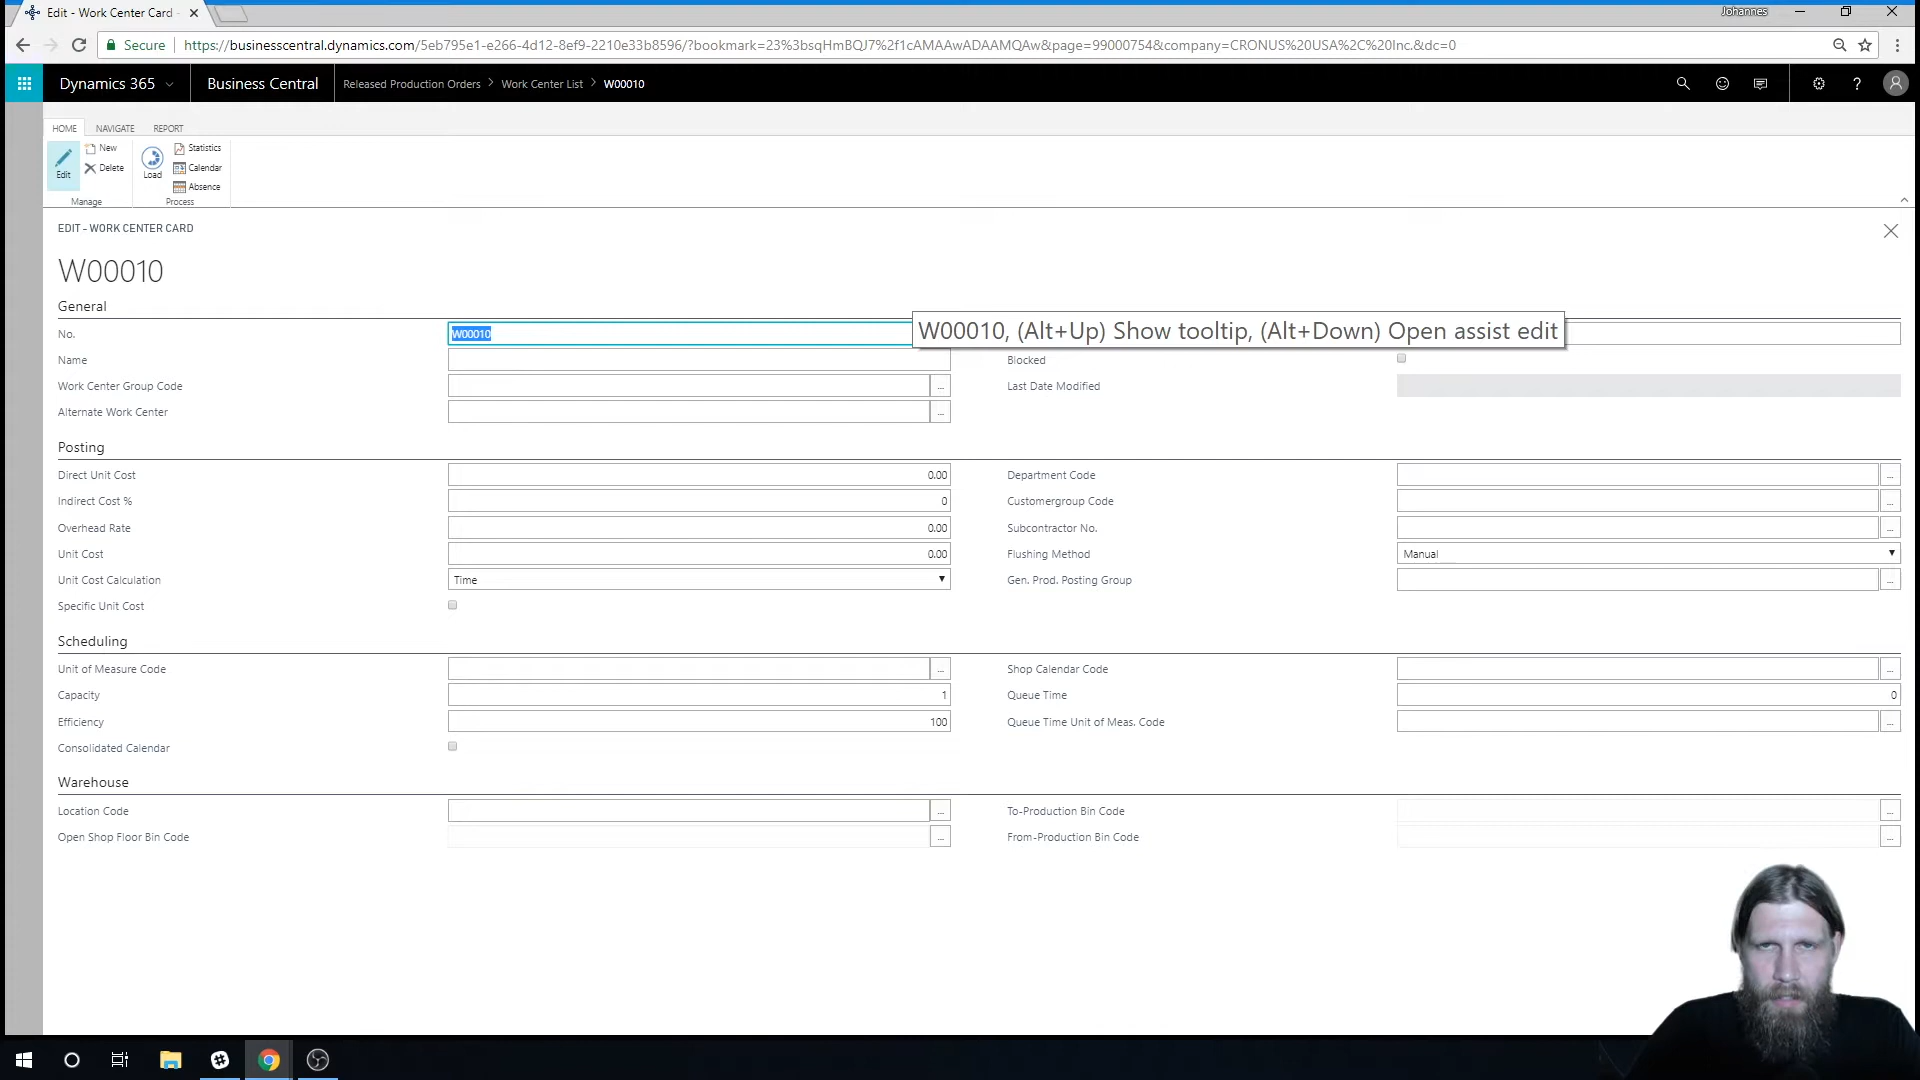 Edit - Work Center Card -
Johannes
Secure
https://businesscentral.dynamics.com/5eb795e1-e266-4d12-8ef9-2210e33b8596/?bookmark=23%3bsqHmBQJ7%2f1cAMAAwADAAMQAw&page=99000754&company=CRONUS%20USA%2C%20Inc.&dc=0
Dynamics 365
Business Central
Released Production Orders > Work Center List > W00010
HOME NAVIGATE REPORT
Edit
New
Delete
Load
Statistics
Calendar
Absence
Manage
Process
EDIT - WORK CENTER CARD
W00010
General
No. W00010
W00010, (Alt+Up) Show tooltip, (Alt+Down) Open assist edit
Name
Blocked
Work Center Group Code ...
Last Date Modified
Alternate Work Center ...
Posting
Direct Unit Cost 0.00
Department Code ...
Indirect Cost % 0
Customergroup Code ...
Overhead Rate 0.00
Subcontractor No. ...
Unit Cost 0.00
Flushing Method Manual
Unit Cost Calculation Time
Gen. Prod. Posting Group ...
Specific Unit Cost
Scheduling
Unit of Measure Code ...
Shop Calendar Code ...
Capacity 1
Queue Time 0
Efficiency 100
Queue Time Unit of Meas. Code ...
Consolidated Calendar
Warehouse
Location Code ...
To-Production Bin Code ...
Open Shop Floor Bin Code ...
From-Production Bin Code ...